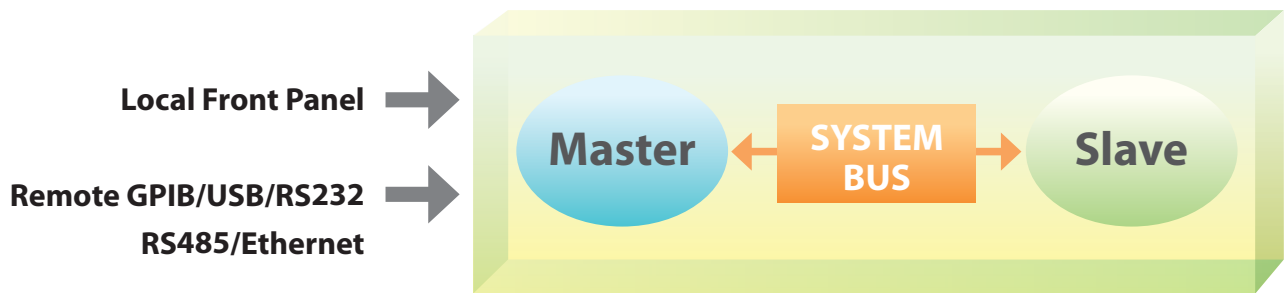 Local Front Panel
Remote GPIB/USB/RS232
RS485/Ethernet
Master
SYSTEM
BUS
Slave